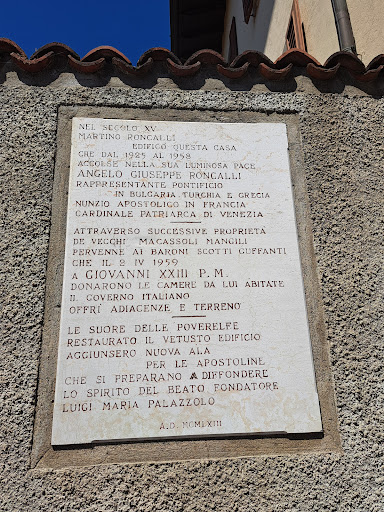 NEL SECOLO XV
MARTINO RONCALLI
EDIFICÒ QUESTA CASA
CHE DAL 1925 AL 1958
ACCOLSE NELLA SUA LUMINOSA PACE
ANGELO GIUSEPPE RONCALLI
RAPPRESENTANTE PONTIFICIO
IN BULGARIA TURCHIA E GRECIA
NUNZIO APOSTOLICO IN FRANCIA
CARDINALE PATRIARCA DI VENEZIA
ATTRAVERSO SUCCESSIVE PROPRIETÀ
DE VECCHI MACASSOLI MANGILI
PERVENNE AI BARONI SCOTTI GUFFANTI
CHE IL 2 IV 1959
A GIOVANNI XXIII P. M.
DONARONO LE CAMERE DA LUI ABITATE
IL GOVERNO ITALIANO
OFFRÌ ADIACENZE E TERRENO
LE SUORE DELLE POVERELLE
RESTAURATO IL VETUSTO EDIFICIO
AGGIUNSERO NUOVA ALA
PER LE APOSTOLINE
CHE SI PREPARANO A DIFFONDERE
LO SPIRITO DEL BEATO FONDATORE
LUIGI MARIA PALAZZOLO
A.D. MCMLXIII